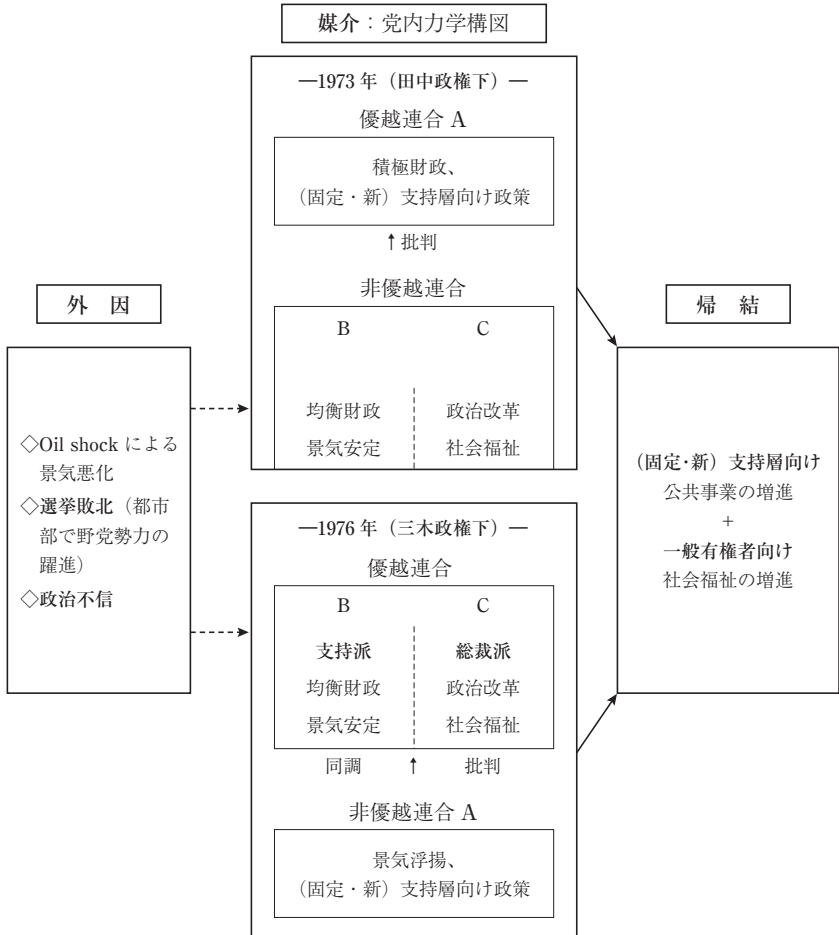 媒介：党内力学構図
―1973 年（田中政権下）―
優越連合 A
積極財政、
（固定・新）支持層向け政策
↑批判
非優越連合
B
C
均衡財政
政治改革
景気安定
社会福祉
外 因
◇Oil shock による
景気悪化
◇選挙敗北（都市
部で野党勢力の
躍進）
◇政治不信
―1976 年（三木政権下）―
優越連合
B
C
支持派
総裁派
均衡財政
政治改革
景気安定
社会福祉
同調 ↑ 批判
非優越連合 A
景気浮揚、
（固定・新）支持層向け政策
帰 結
（固定・新）支持層向け
公共事業の増進
+
一般有権者向け
社会福祉の増進